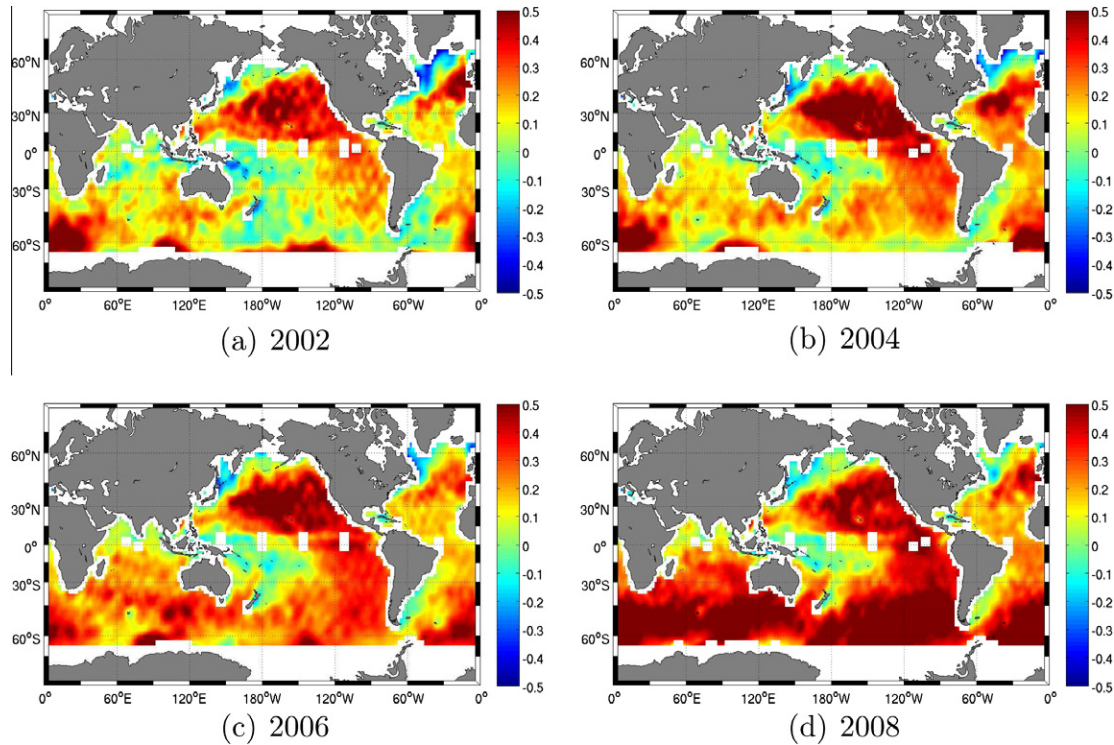 60°N
30°N
0°
30°S
60°S
0°
60°E
120°E
180°W
120°W
60°W
0°
0.5
0.4
0.3
0.2
0.1
0
-0.1
-0.2
-0.3
-0.4
-0.5
(a) 2002
60°N
30°N
0°
30°S
60°S
0°
60°E
120°E
180°W
120°W
60°W
0°
0.5
0.4
0.3
0.2
0.1
0
-0.1
-0.2
-0.3
-0.4
-0.5
(b) 2004
60°N
30°N
0°
30°S
60°S
0°
60°E
120°E
180°W
120°W
60°W
0°
0.5
0.4
0.3
0.2
0.1
0
-0.1
-0.2
-0.3
-0.4
-0.5
(c) 2006
60°N
30°N
0°
30°S
60°S
0°
60°E
120°E
180°W
120°W
60°W
0°
0.5
0.4
0.3
0.2
0.1
0
-0.1
-0.2
-0.3
-0.4
-0.5
(d) 2008